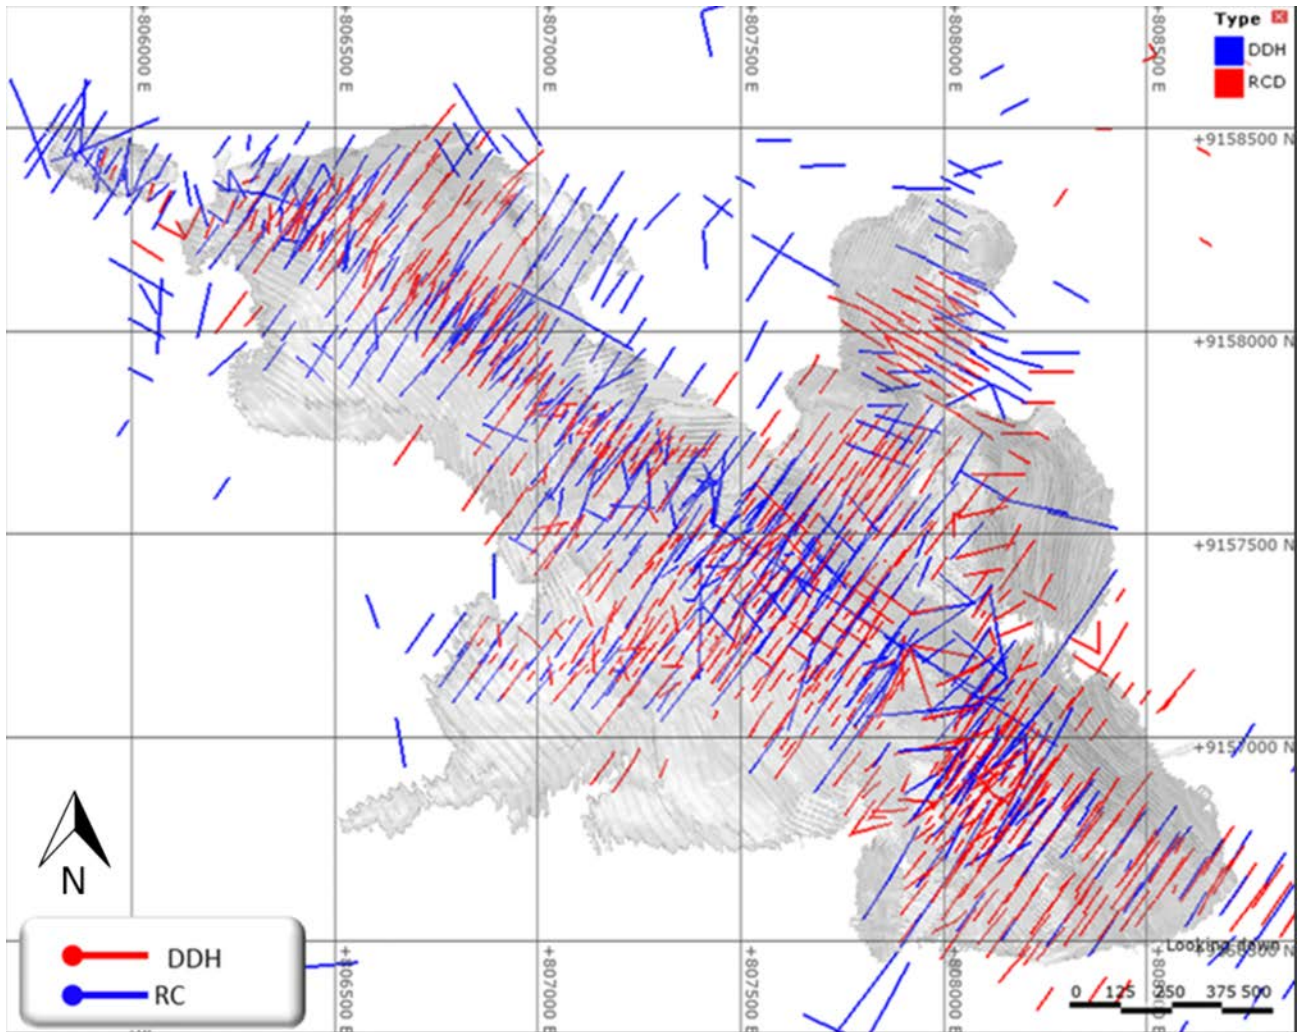 +806000 E
+806500 E
+807000 E
+807500 E
+808000 E
+808500 E
Type
DDH
RCD
+9158500 N
+9158000 N
+9157500 N
+9157000 N
N
DDH
RC
Looking down
+806500 E
+807000 E
+807500 E
+808000 E
0 125 250 375 500